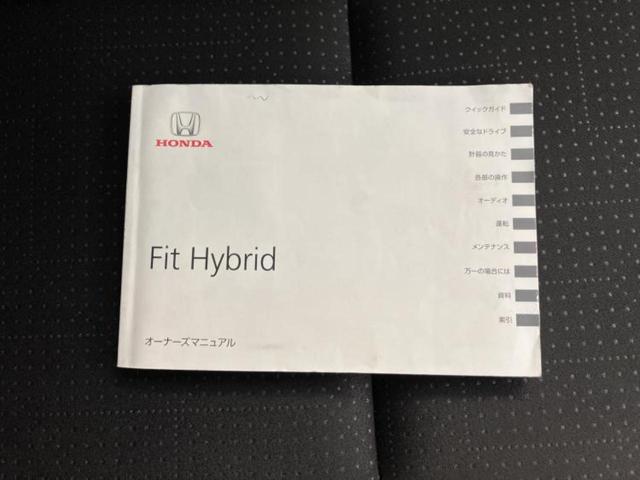 HONDA
Fit Hybrid
オーナーズマニュアル
クイックガイド
安全なドライブ
計器の見かた
各部の操作
オーディオ
運転
メンテナンス
万一の場合には
資料
索引